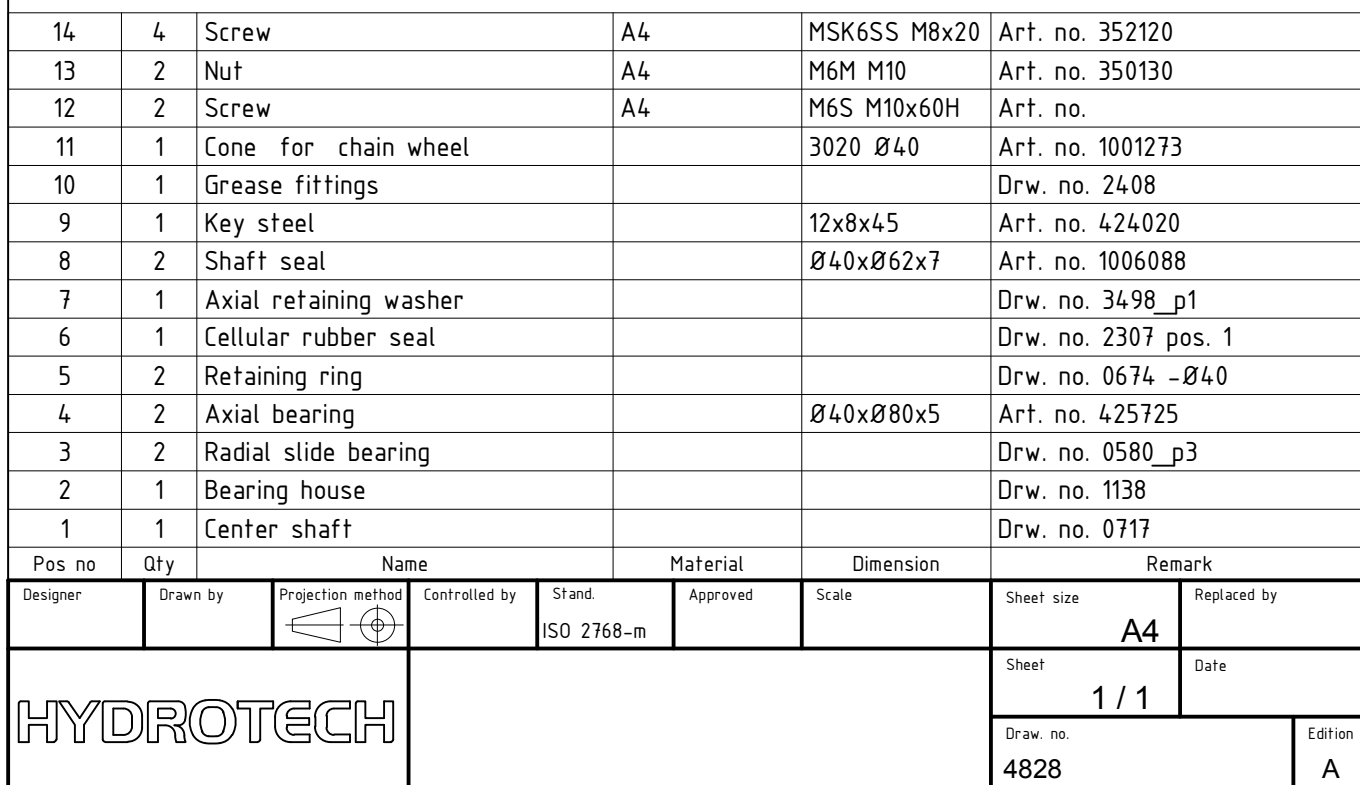 14 4 Screw A4 MSK6SS M8x20 Art. no. 352120
13 2 Nut A4 M6M M10 Art. no. 350130
12 2 Screw A4 M6S M10x60H Art. no.
11 1 Cone for chain wheel 3020 Ø40 Art. no. 1001273
10 1 Grease fittings Drw. no. 2408
9 1 Key steel 12x8x45 Art. no. 424020
8 2 Shaft seal Ø40xØ62x7 Art. no. 1006088
7 1 Axial retaining washer Drw. no. 3498_p1
6 1 Cellular rubber seal Drw. no. 2307 pos. 1
5 2 Retaining ring Drw. no. 0674 -Ø40
4 2 Axial bearing Ø40xØ80x5 Art. no. 425725
3 2 Radial slide bearing Drw. no. 0580_p3
2 1 Bearing house Drw. no. 1138
1 1 Center shaft Drw. no. 0717
Pos no Qty Name Material Dimension Remark
Designer Drawn by Projection method Controlled by Stand. Approved Scale Sheet size Replaced by
ISO 2768-m A4
Sheet Date
1 / 1
HYDROTECH
Draw. no. Edition
4828 A